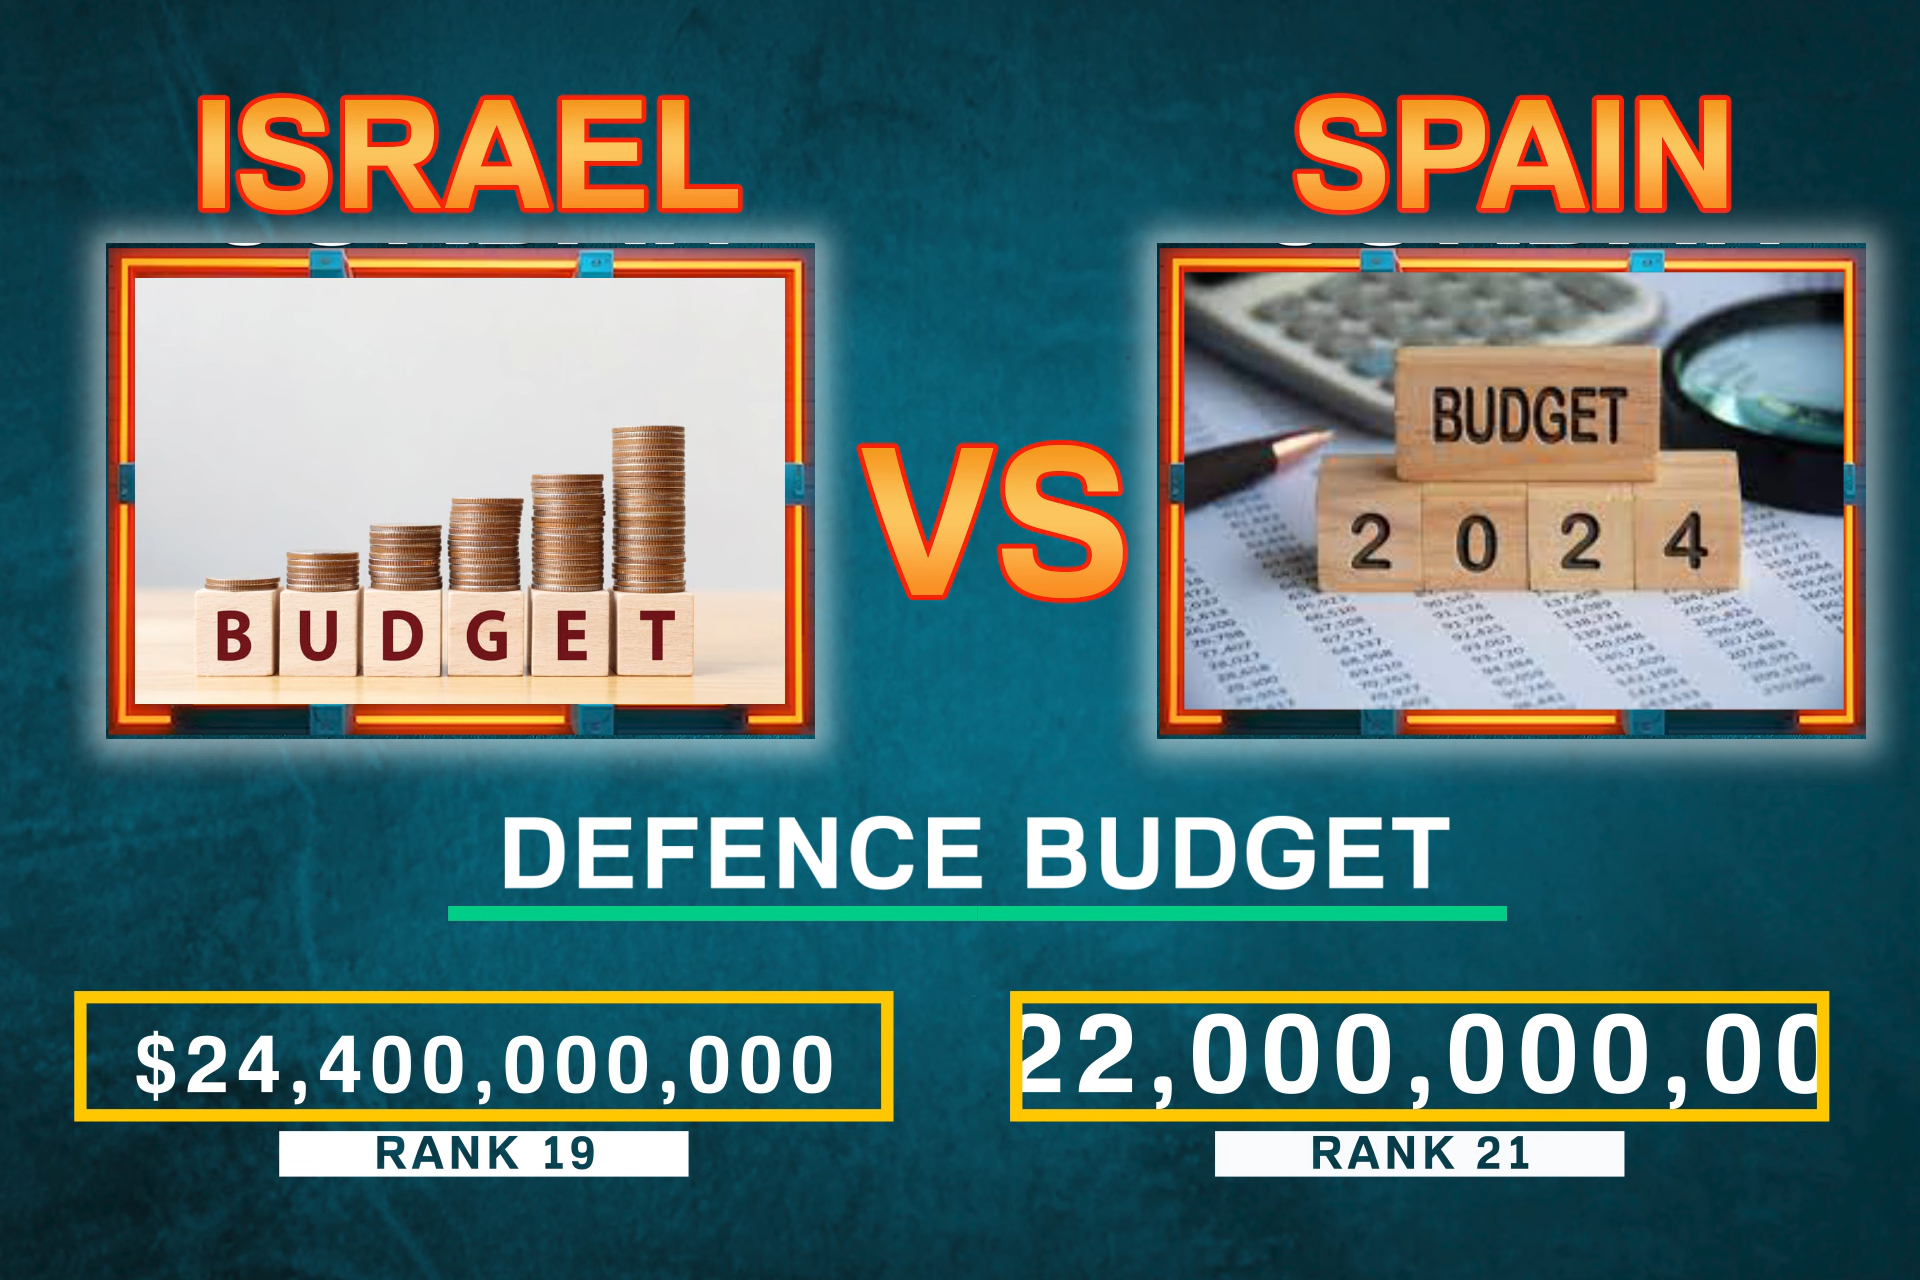 ISRAEL
SPAIN
BUDGET
BUDGET
2024
VS
DEFENCE BUDGET
$24,400,000,000
22,000,000,00
RANK 19
RANK 21